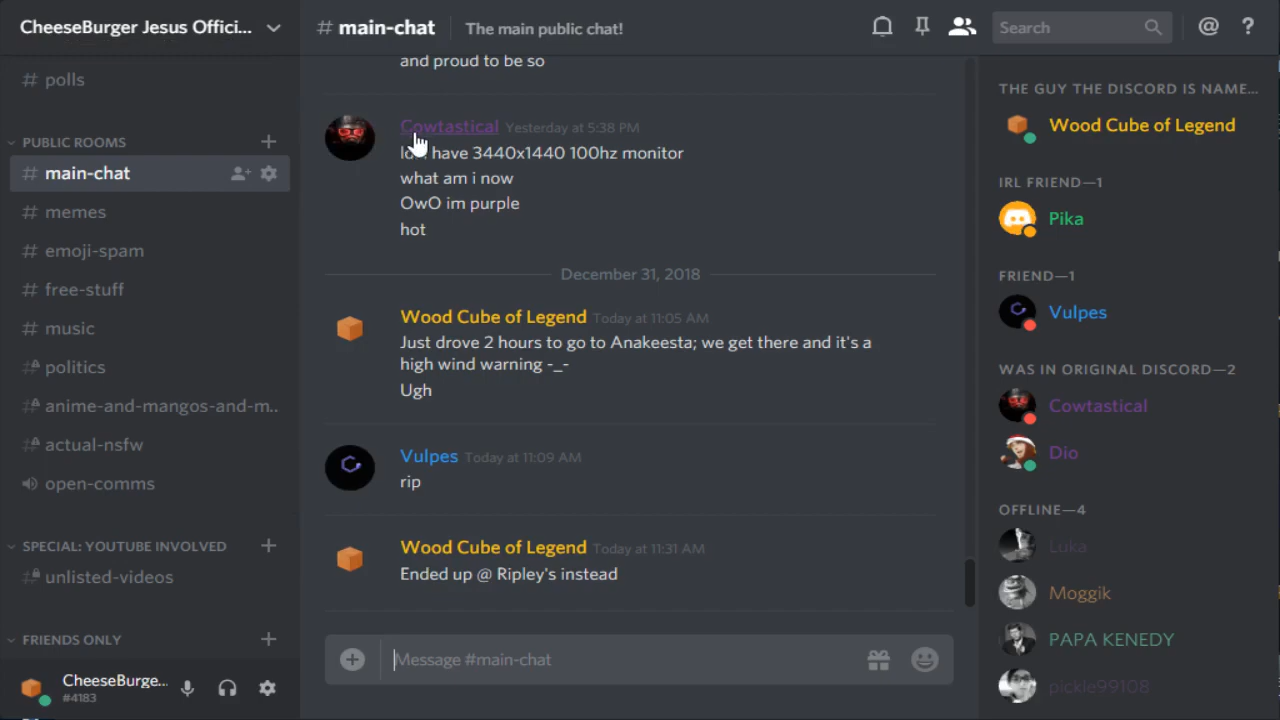 CheeseBurger Jesus Offici...
# polls
PUBLIC ROOMS
# main-chat
# memes
# emoji-spam
# free-stuff
# music
# politics
# anime-and-mangos-and-m..
# actual-nsfw
open-comms
SPECIAL: YOUTUBE INVOLVED
# unlisted-videos
FRIENDS ONLY
CheeseBurge...
#4183
# main-chat
The main public chat!
Search
@
?
and proud to be so
Cowtastical Yesterday at 5:38 PM
have 3440x1440 100hz monitor
what am i now
OwO im purple
hot
December 31, 2018
Wood Cube of Legend Today at 11:05 AM
Just drove 2 hours to go to Anakeesta; we get there and it's a
high wind warning -_-
Ugh
Vulpes Today at 11:09 AM
rip
Wood Cube of Legend Today at 11:31 AM
Ended up @ Ripley's instead
Message #main-chat
THE GUY THE DISCORD IS NAME...
Wood Cube of Legend
IRL FRIEND—1
Pika
FRIEND—1
Vulpes
WAS IN ORIGINAL DISCORD—2
Cowtastical
Dio
OFFLINE—4
Luka
Moggik
PAPA KENEDY
pickle99108